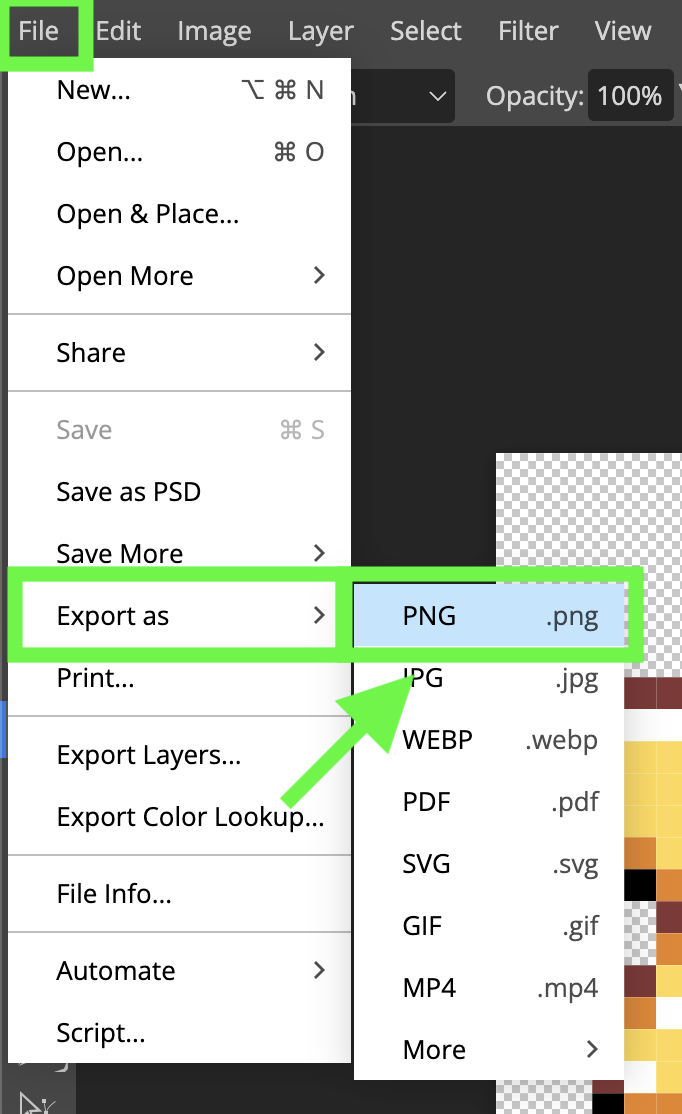 File Edit Image Layer Select Filter View
Opacity: 100%
New... ⌥ ⌘ N
Open... ⌘ O
Open & Place...
Open More >
Share >
Save ⌘ S
Save as PSD
Save More >
Export as >
Print...
Export Layers...
Export Color Lookup...
File Info...
Automate >
Script...
PNG .png
JPG .jpg
WEBP .webp
PDF .pdf
SVG .svg
GIF .gif
MP4 .mp4
More >